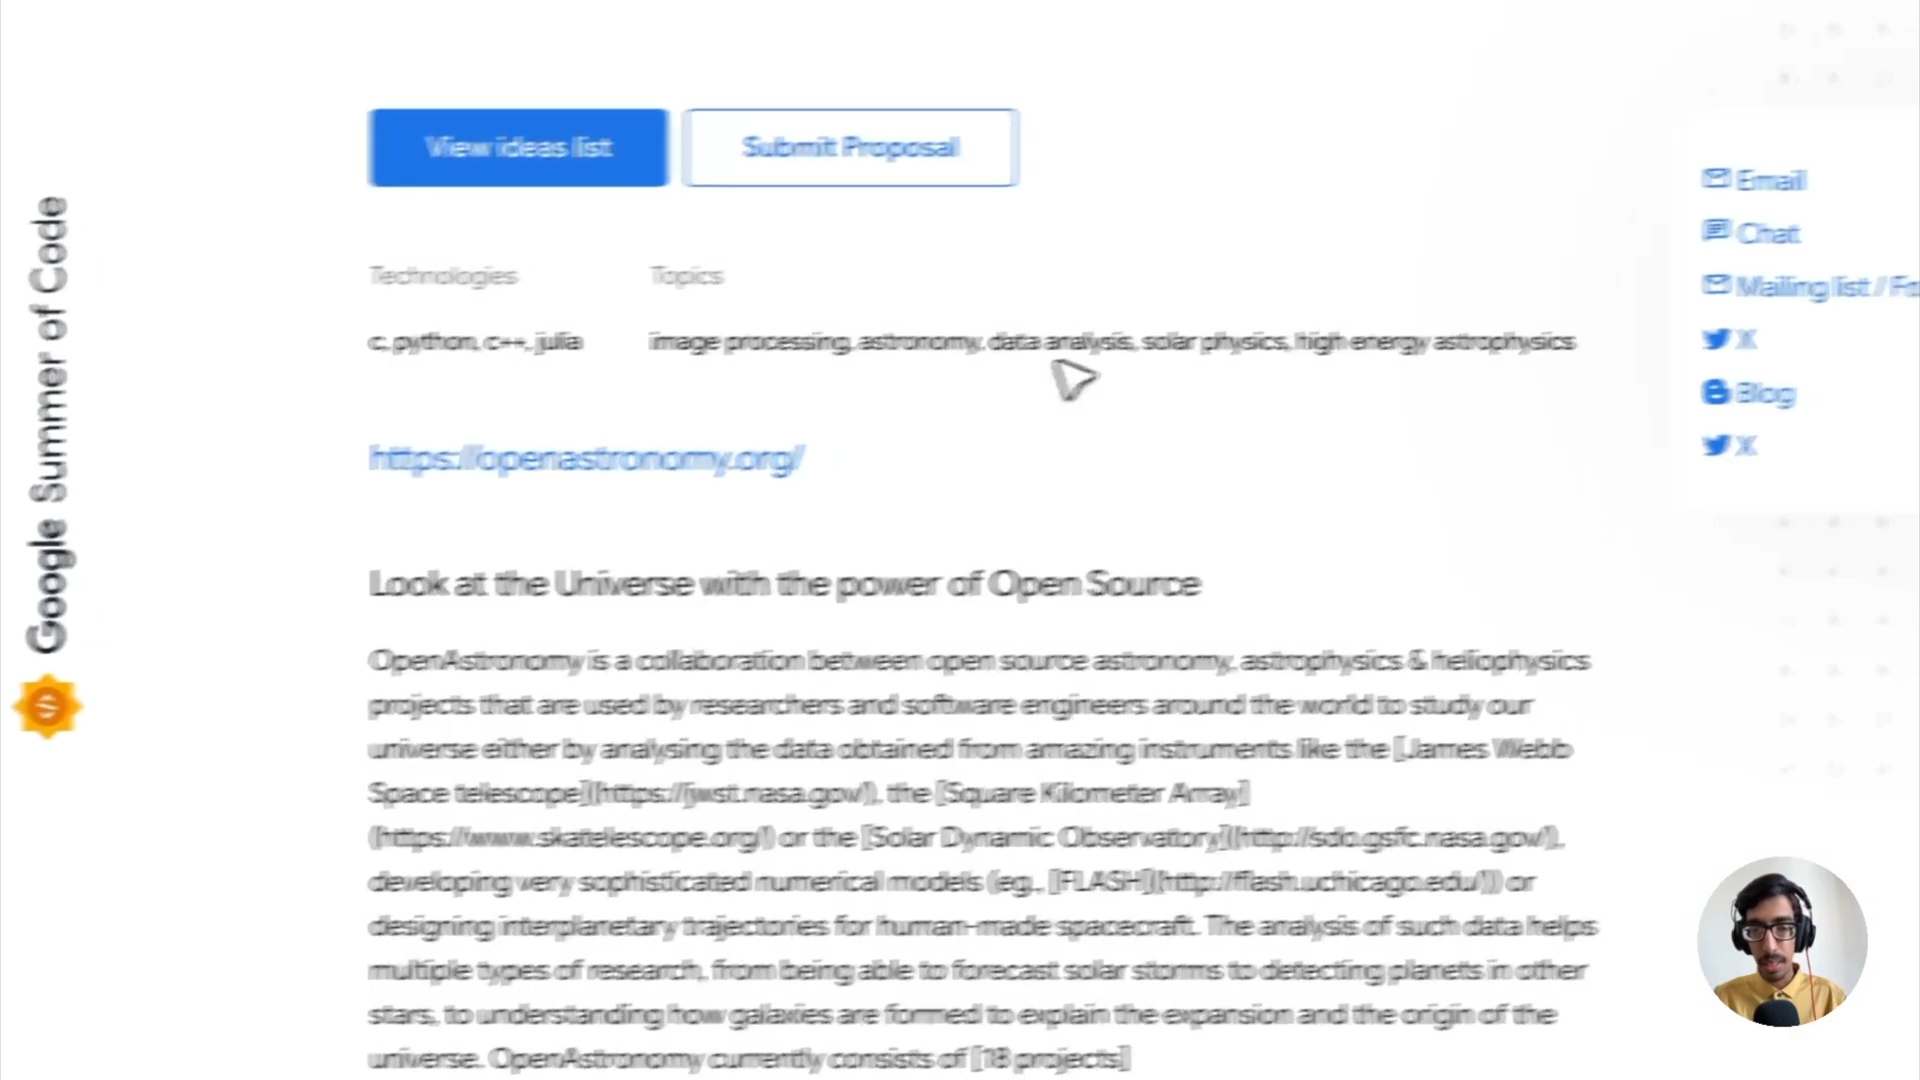 Google Summer of Code
View ideas list
Submit Proposal
Technologies
Topics
c, python, c++, julia
image processing, astronomy, data analysis, solar physics, high energy astrophysics
https://openastronomy.org/
Look at the Universe with the power of Open Source
OpenAstronomy is a collaboration between open source astronomy, astrophysics & heliophysics
projects that are used by researchers and software engineers around the world to study our
universe either by analysing the data obtained from amazing instruments like the [James Webb
Space telescope](https://jwst.nasa.gov/), the [Square Kilometer Array]
(https://www.skatelescope.org/) or the [Solar Dynamic Observatory](http://sdo.gsfc.nasa.gov/),
developing very sophisticated numerical models (eg., [FLASH](http://flash.uchicago.edu/)) or
designing interplanetary trajectories for human-made spacecraft. The analysis of such data helps
multiple types of research, from being able to forecast solar storms to detecting planets in other
stars, to understanding how galaxies are formed to explain the expansion and the origin of the
universe. OpenAstronomy currently consists of [18 projects]
Email
Chat
Mailing list / Fo
X
Blog
X